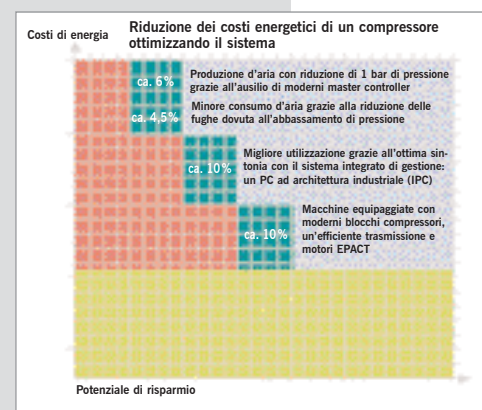 Costi di energia
Riduzione dei costi energetici di un compressore
ottimizzando il sistema
ca. 6%
Produzione d'aria con riduzione di 1 bar di pressione
grazie all'ausilio di moderni master controller
ca. 4,5%
Minore consumo d'aria grazie alla riduzione delle
fughe dovuta all'abbassamento di pressione
ca. 10%
Migliore utilizzazione grazie all'ottima sin-
tonia con il sistema integrato di gestione:
un PC ad architettura industriale (IPC)
ca. 10%
Macchine equipaggiate con
moderni blocchi compressori,
un'efficiente trasmissione e
motori EPACT
Potenziale di risparmio